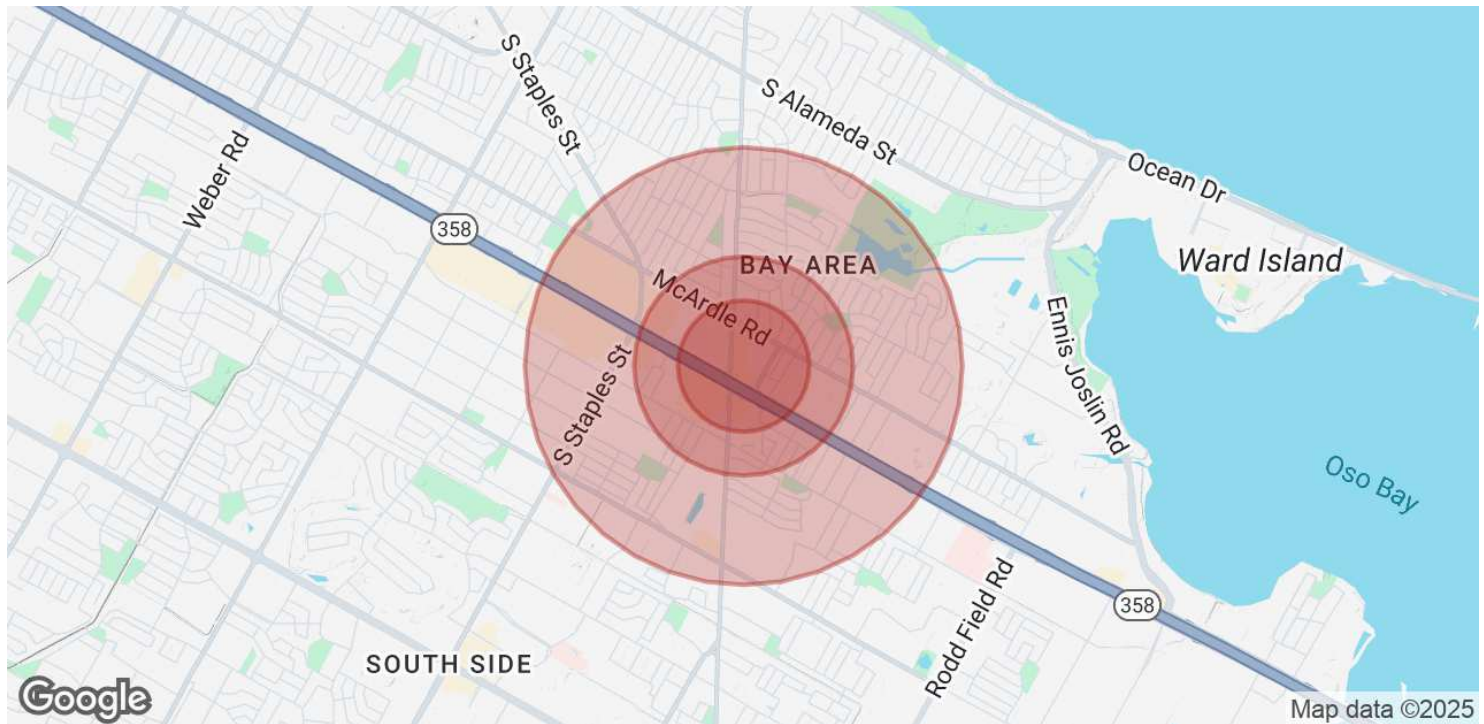 S Staples St
S Alameda St
Weber Rd
Ocean Dr
358
BAY AREA
Ward Island
McArdle Rd
Ennis Joslin Rd
S Staples St
Oso Bay
358
Rodd Field Rd
SOUTH SIDE
Google
Map data ©2025